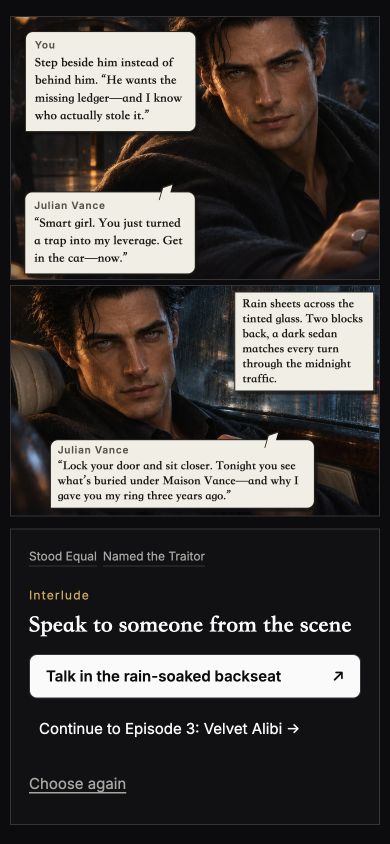 You
Step beside him instead of
behind him. “He wants the
missing ledger—and I know
who actually stole it.”
Julian Vance
“Smart girl. You just turned
a trap into my leverage. Get
in the car—now.”
Rain sheets across the
tinted glass. Two blocks
back, a dark sedan
matches every turn
through the midnight
traffic.
Julian Vance
“Lock your door and sit closer. Tonight you see
what’s buried under Maison Vance—and why I
gave you my ring three years ago.”
Stood Equal Named the Traitor
Interlude
Speak to someone from the scene
Talk in the rain-soaked backseat ↗
Continue to Episode 3: Velvet Alibi →
Choose again